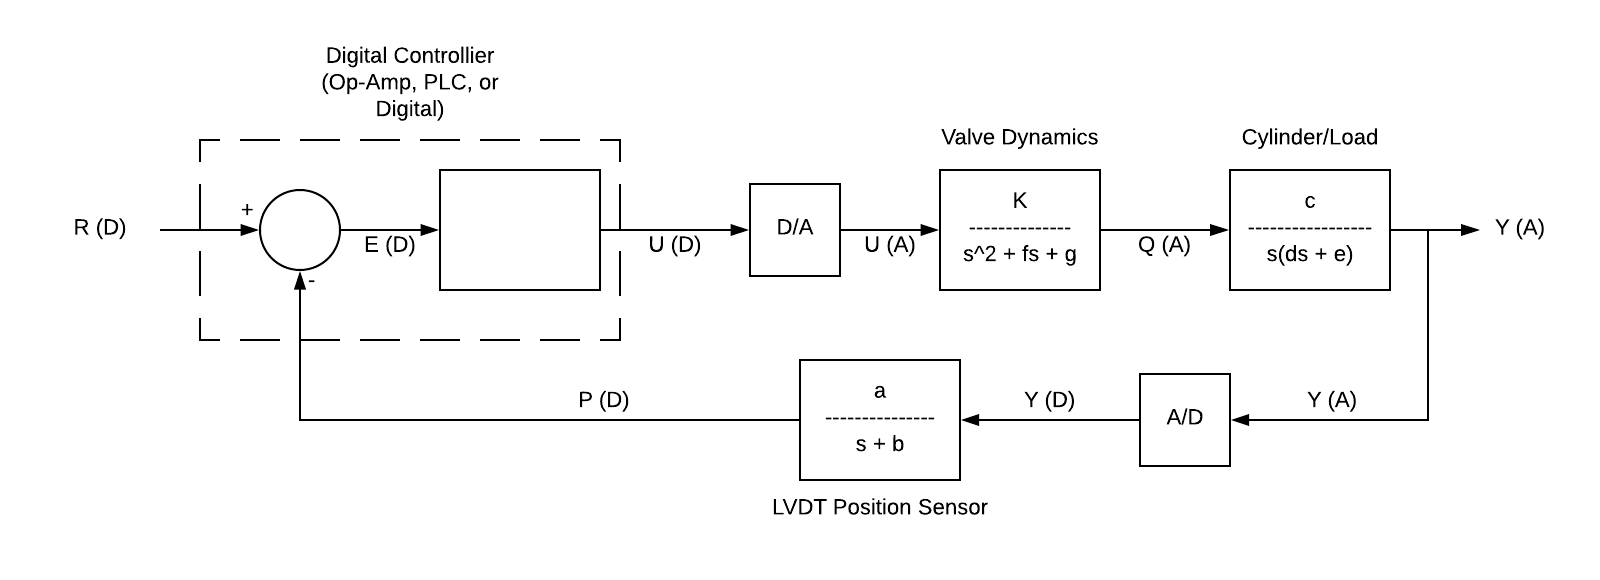 Digital Controllier
(Op-Amp, PLC, or
Digital)
Valve Dynamics
Cylinder/Load
R (D)
+
-
E (D)
U (D)
D/A
U (A)
K
--------------
s^2 + fs + g
Q (A)
c
-----------------
s(ds + e)
Y (A)
P (D)
a
---------------
s + b
Y (D)
A/D
Y (A)
LVDT Position Sensor